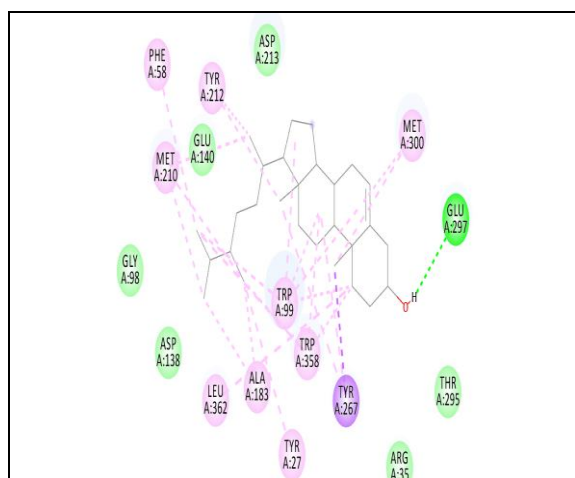 ASP
A:213
PHE
A:58
TYR
A:212
MET
A:300
GLU
A:140
MET
A:210
GLU
A:297
GLY
A:98
TRP
A:99
H
O
ASP
A:138
TRP
A:358
LEU
A:362
ALA
A:183
TYR
A:267
THR
A:295
TYR
A:27
ARG
A:35